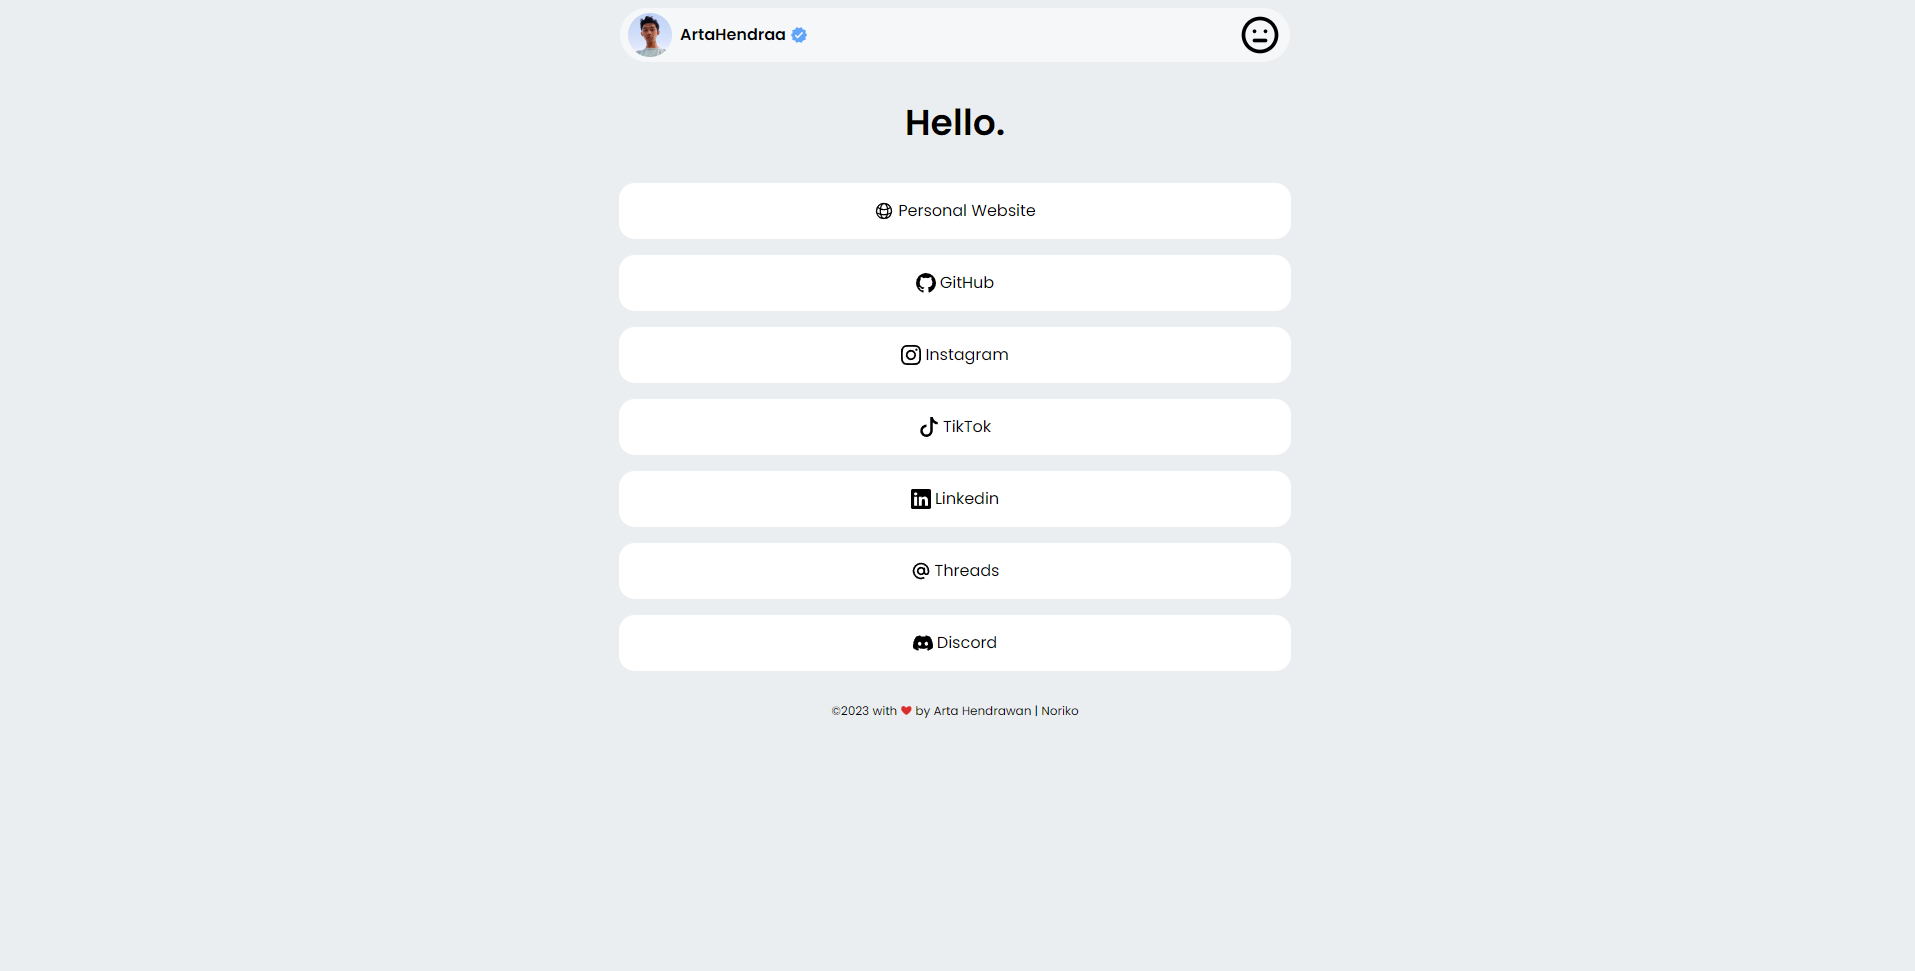 ArtaHendraa
Hello.
Personal Website
GitHub
Instagram
TikTok
Linkedin
Threads
Discord
©2023 with ❤ by Arta Hendrawan | Noriko